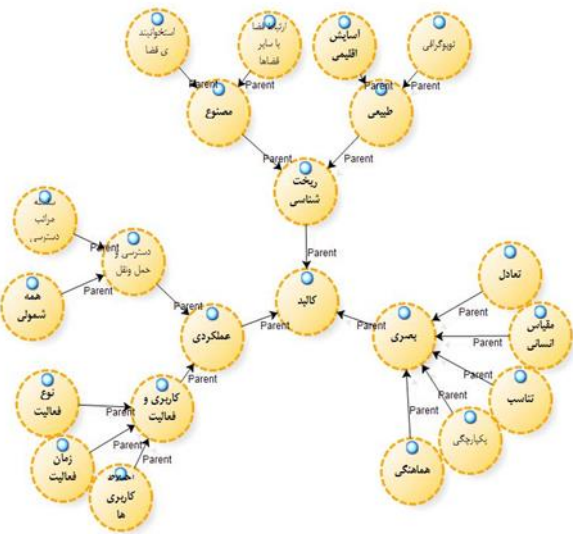 استخوانبند
ی فضا
ارتباط فضا
با سایر
فضاها
آسایش
اقلیمی
توپوگرافی
Parent
Parent
Parent
Parent
مصنوع
طبیعی
Parent
Parent
ریخت
شناسی
Parent
سلسله
مراتب
دسترسی
Parent
دسترسی و
حمل ونقل
همه
شمولی
Parent
Parent
عملکردی
Parent
کالبد
Parent
بصری
تعادل
Parent
مقیاس
انسانی
Parent
تناسب
Parent
یکپارچگی
Parent
هماهنگی
Parent
Parent
کاربری و
فعالیت
نوع
فعالیت
Parent
زمان
فعالیت
Parent
کاربری
ها
Parent